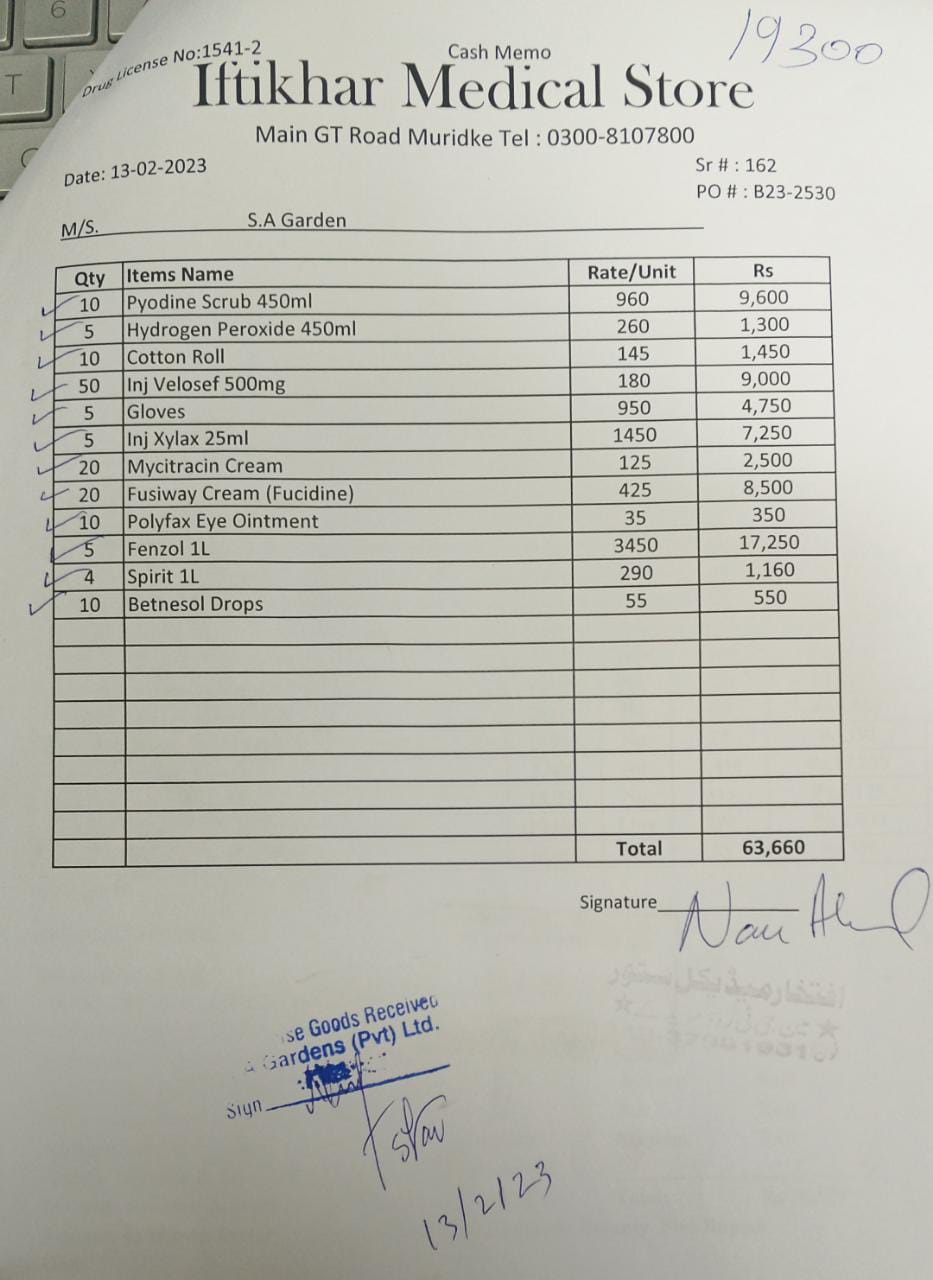 19300
Drug License No:1541-2
Cash Memo
Iftikhar Medical Store
Main GT Road Muridke Tel : 0300-8107800
Date: 13-02-2023
Sr # : 162
PO # : B23-2530
M/S. S.A Garden
Qty Items Name Rate/Unit Rs
10 Pyodine Scrub 450ml 960 9,600
5 Hydrogen Peroxide 450ml 260 1,300
10 Cotton Roll 145 1,450
50 Inj Velosef 500mg 180 9,000
5 Gloves 950 4,750
5 Inj Xylax 25ml 1450 7,250
20 Mycitracin Cream 125 2,500
20 Fusiway Cream (Fucidine) 425 8,500
10 Polyfax Eye Ointment 35 350
5 Fenzol 1L 3450 17,250
4 Spirit 1L 290 1,160
10 Betnesol Drops 55 550
Total 63,660
Signature
افتخار میڈیکل سٹور
se Goods Received
Gardens (Pvt) Ltd.
Sign
13/2/23